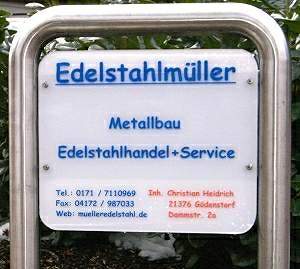 Edelstahlmüller
Metallbau
Edelstahlhandel+Service
Tel.: 0171 / 7110969 Inh. Christian Heidrich
Fax: 04172 / 987033 21376 Gödenstorf
Web: muelleredelstahl.de Dammstr. 2a